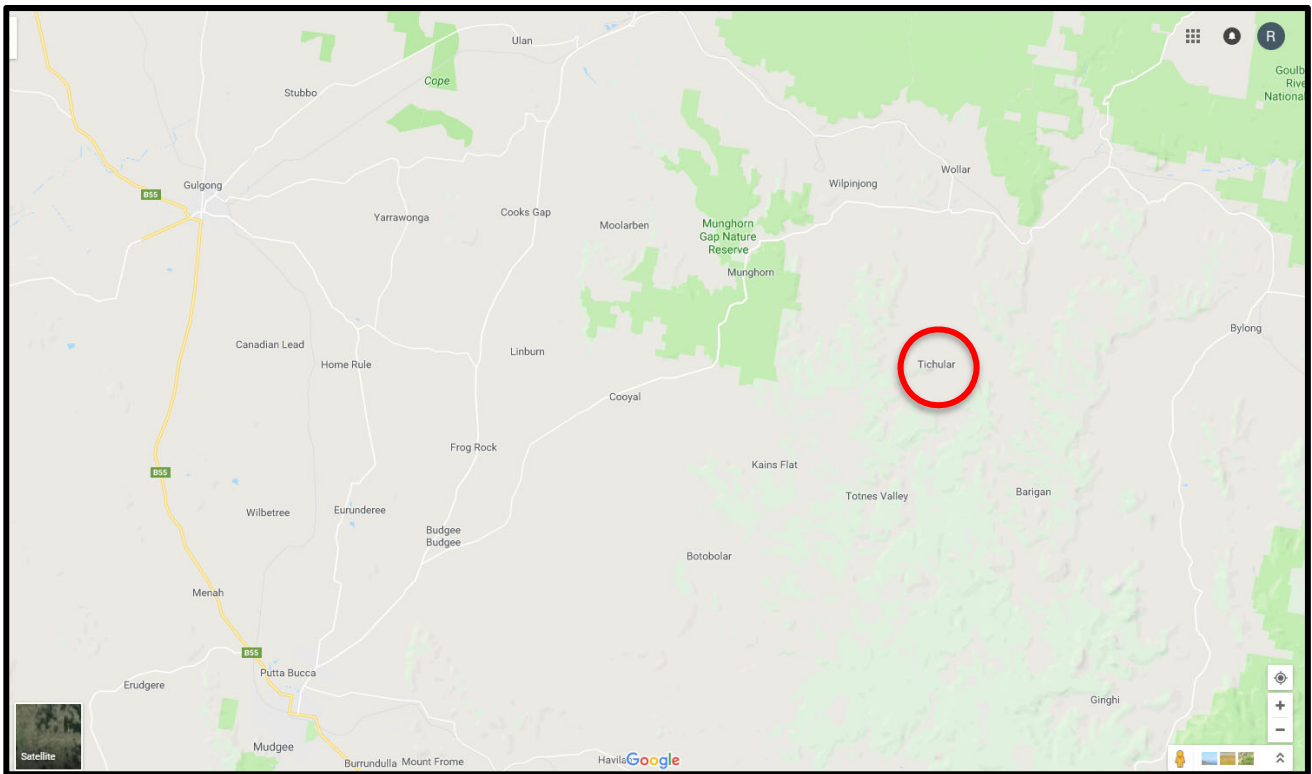 Ulan
R
Goulb
Rive
National
Cope
Stubbo
Wollar
Wilpinjong
Gulgong
B55
Cooks Gap
Yarrawonga
Moolarben
Munghorn
Gap Nature
Reserve
Munghorn
Bylong
Canadian Lead
Linburn
Home Rule
Tichular
Cooyal
Frog Rock
Kains Flat
B55
Totnes Valley
Barigan
Wilbetree
Eurunderee
Budgee
Budgee
Botobolar
Menah
B55
Putta Bucca
Erudgere
Ginghi
Mudgee
Satellite
Burrundulla
Mount Frome
Havila
Google